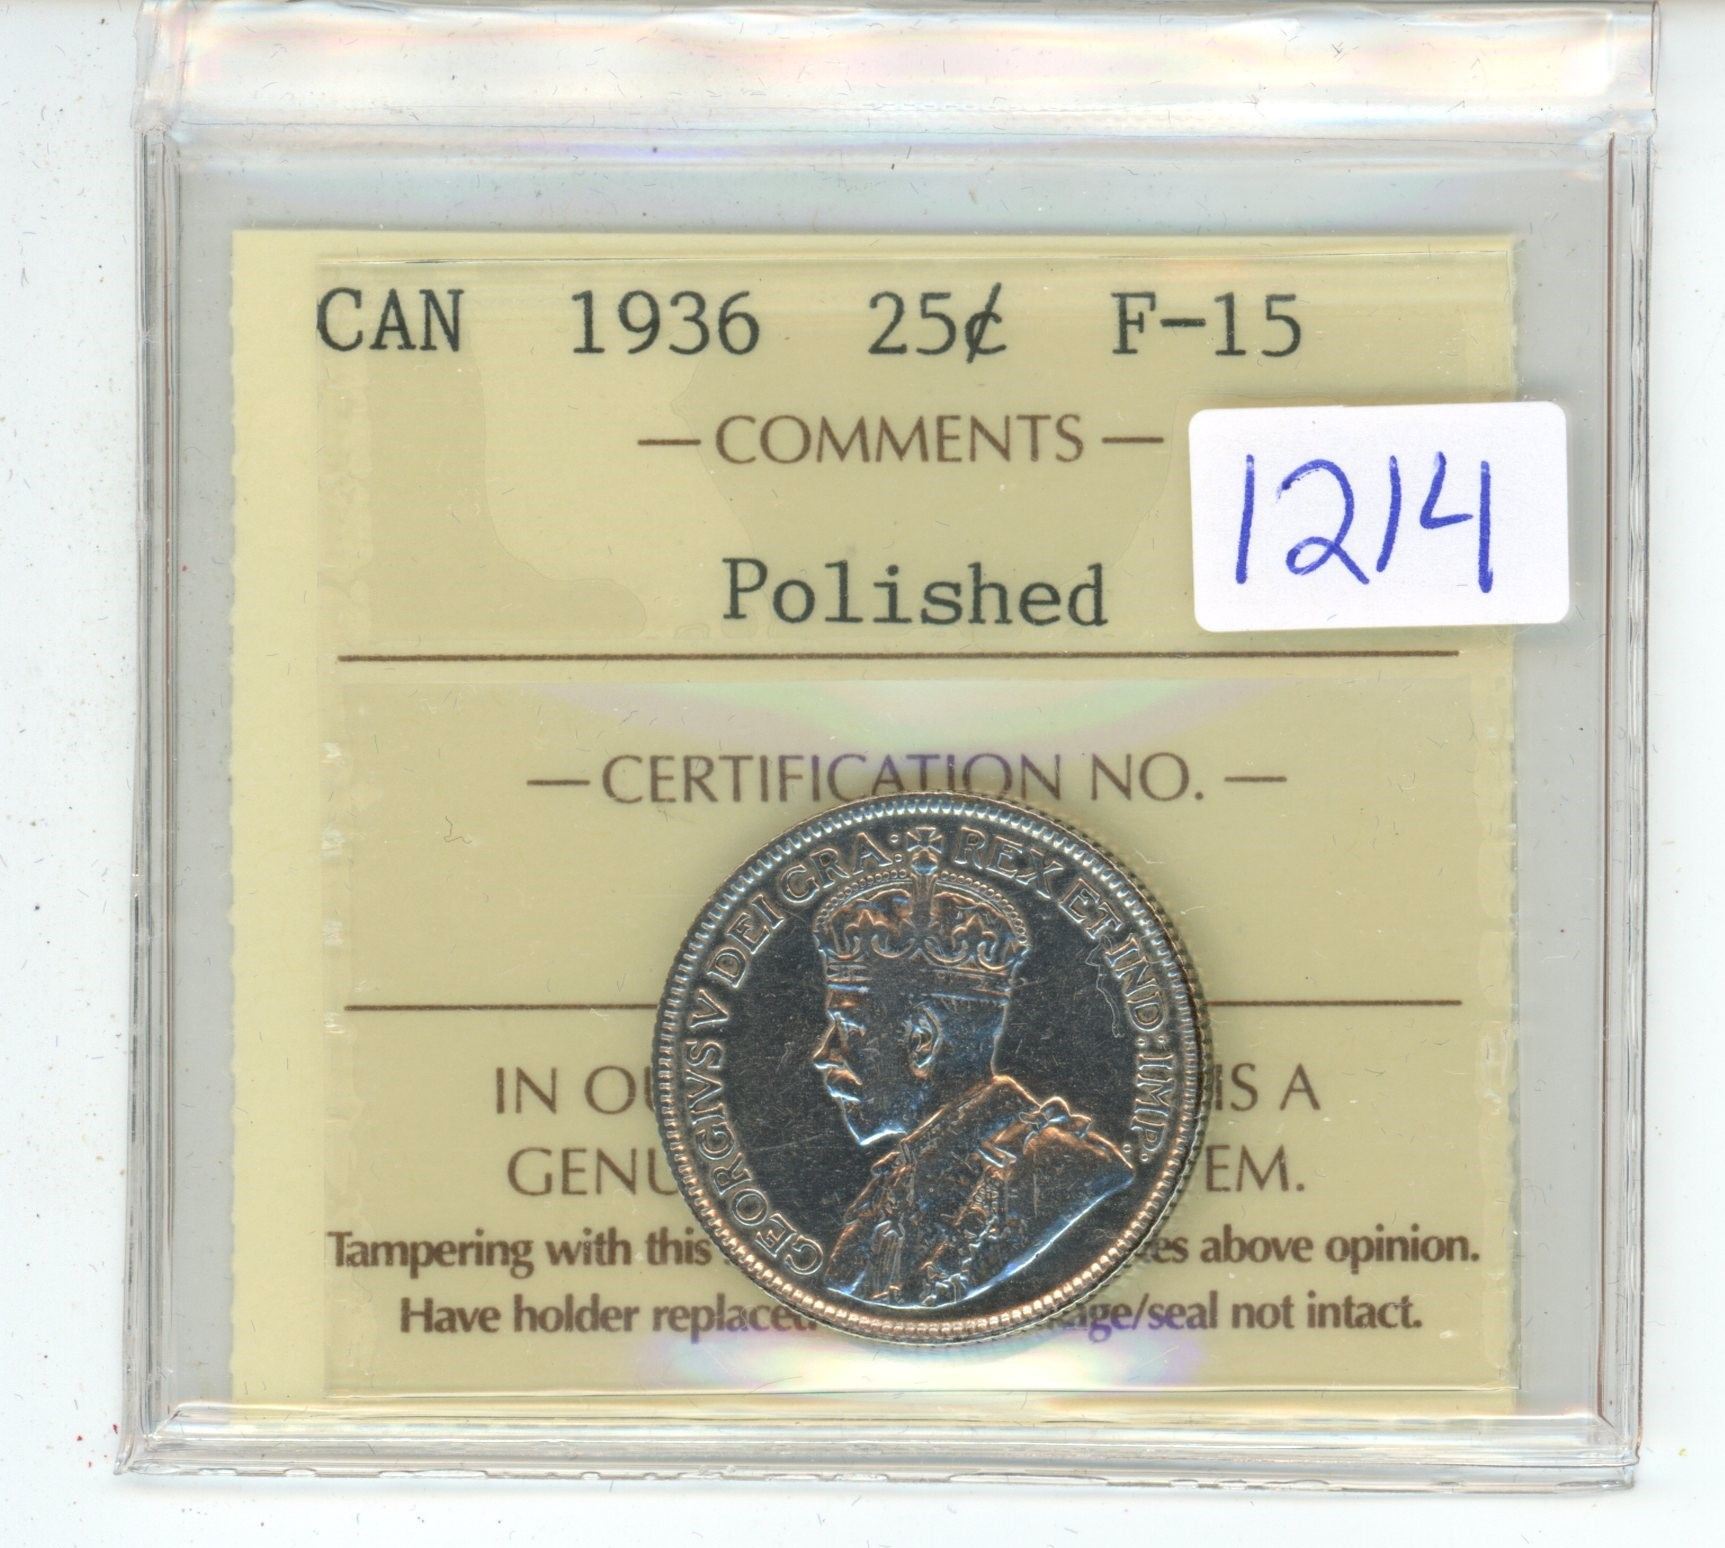 CAN 1936 25¢ F-15
— COMMENTS —
1214
Polished
— CERTIFICATION NO. —
GEORGIVS V DEI GRA: REX ET IND: IMP:
IN OU IS A
GENU EM.
Tampering with this es above opinion.
Have holder replaced age/seal not intact.